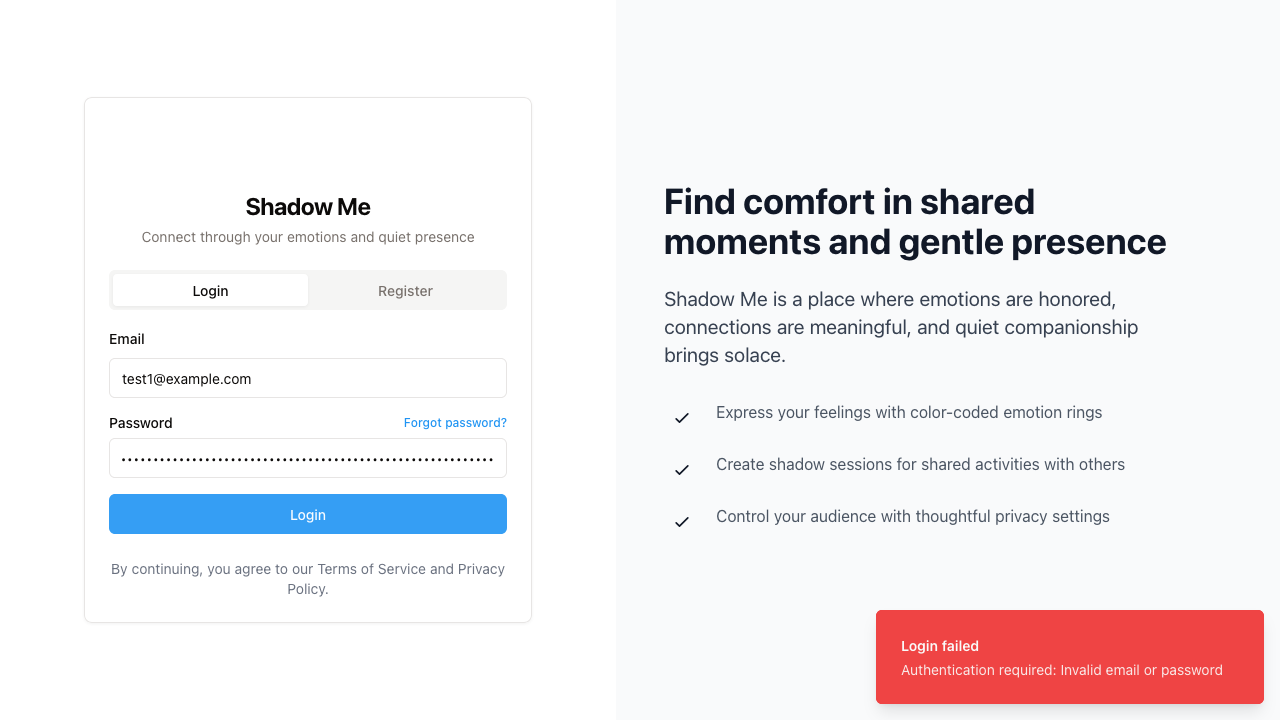 Shadow Me
Connect through your emotions and quiet presence
Login
Register
Email
test1@example.com
Password
Forgot password?
Login
By continuing, you agree to our Terms of Service and Privacy
Policy.
Find comfort in shared
moments and gentle presence
Shadow Me is a place where emotions are honored,
connections are meaningful, and quiet companionship
brings solace.
Express your feelings with color-coded emotion rings
Create shadow sessions for shared activities with others
Control your audience with thoughtful privacy settings
Login failed
Authentication required: Invalid email or password